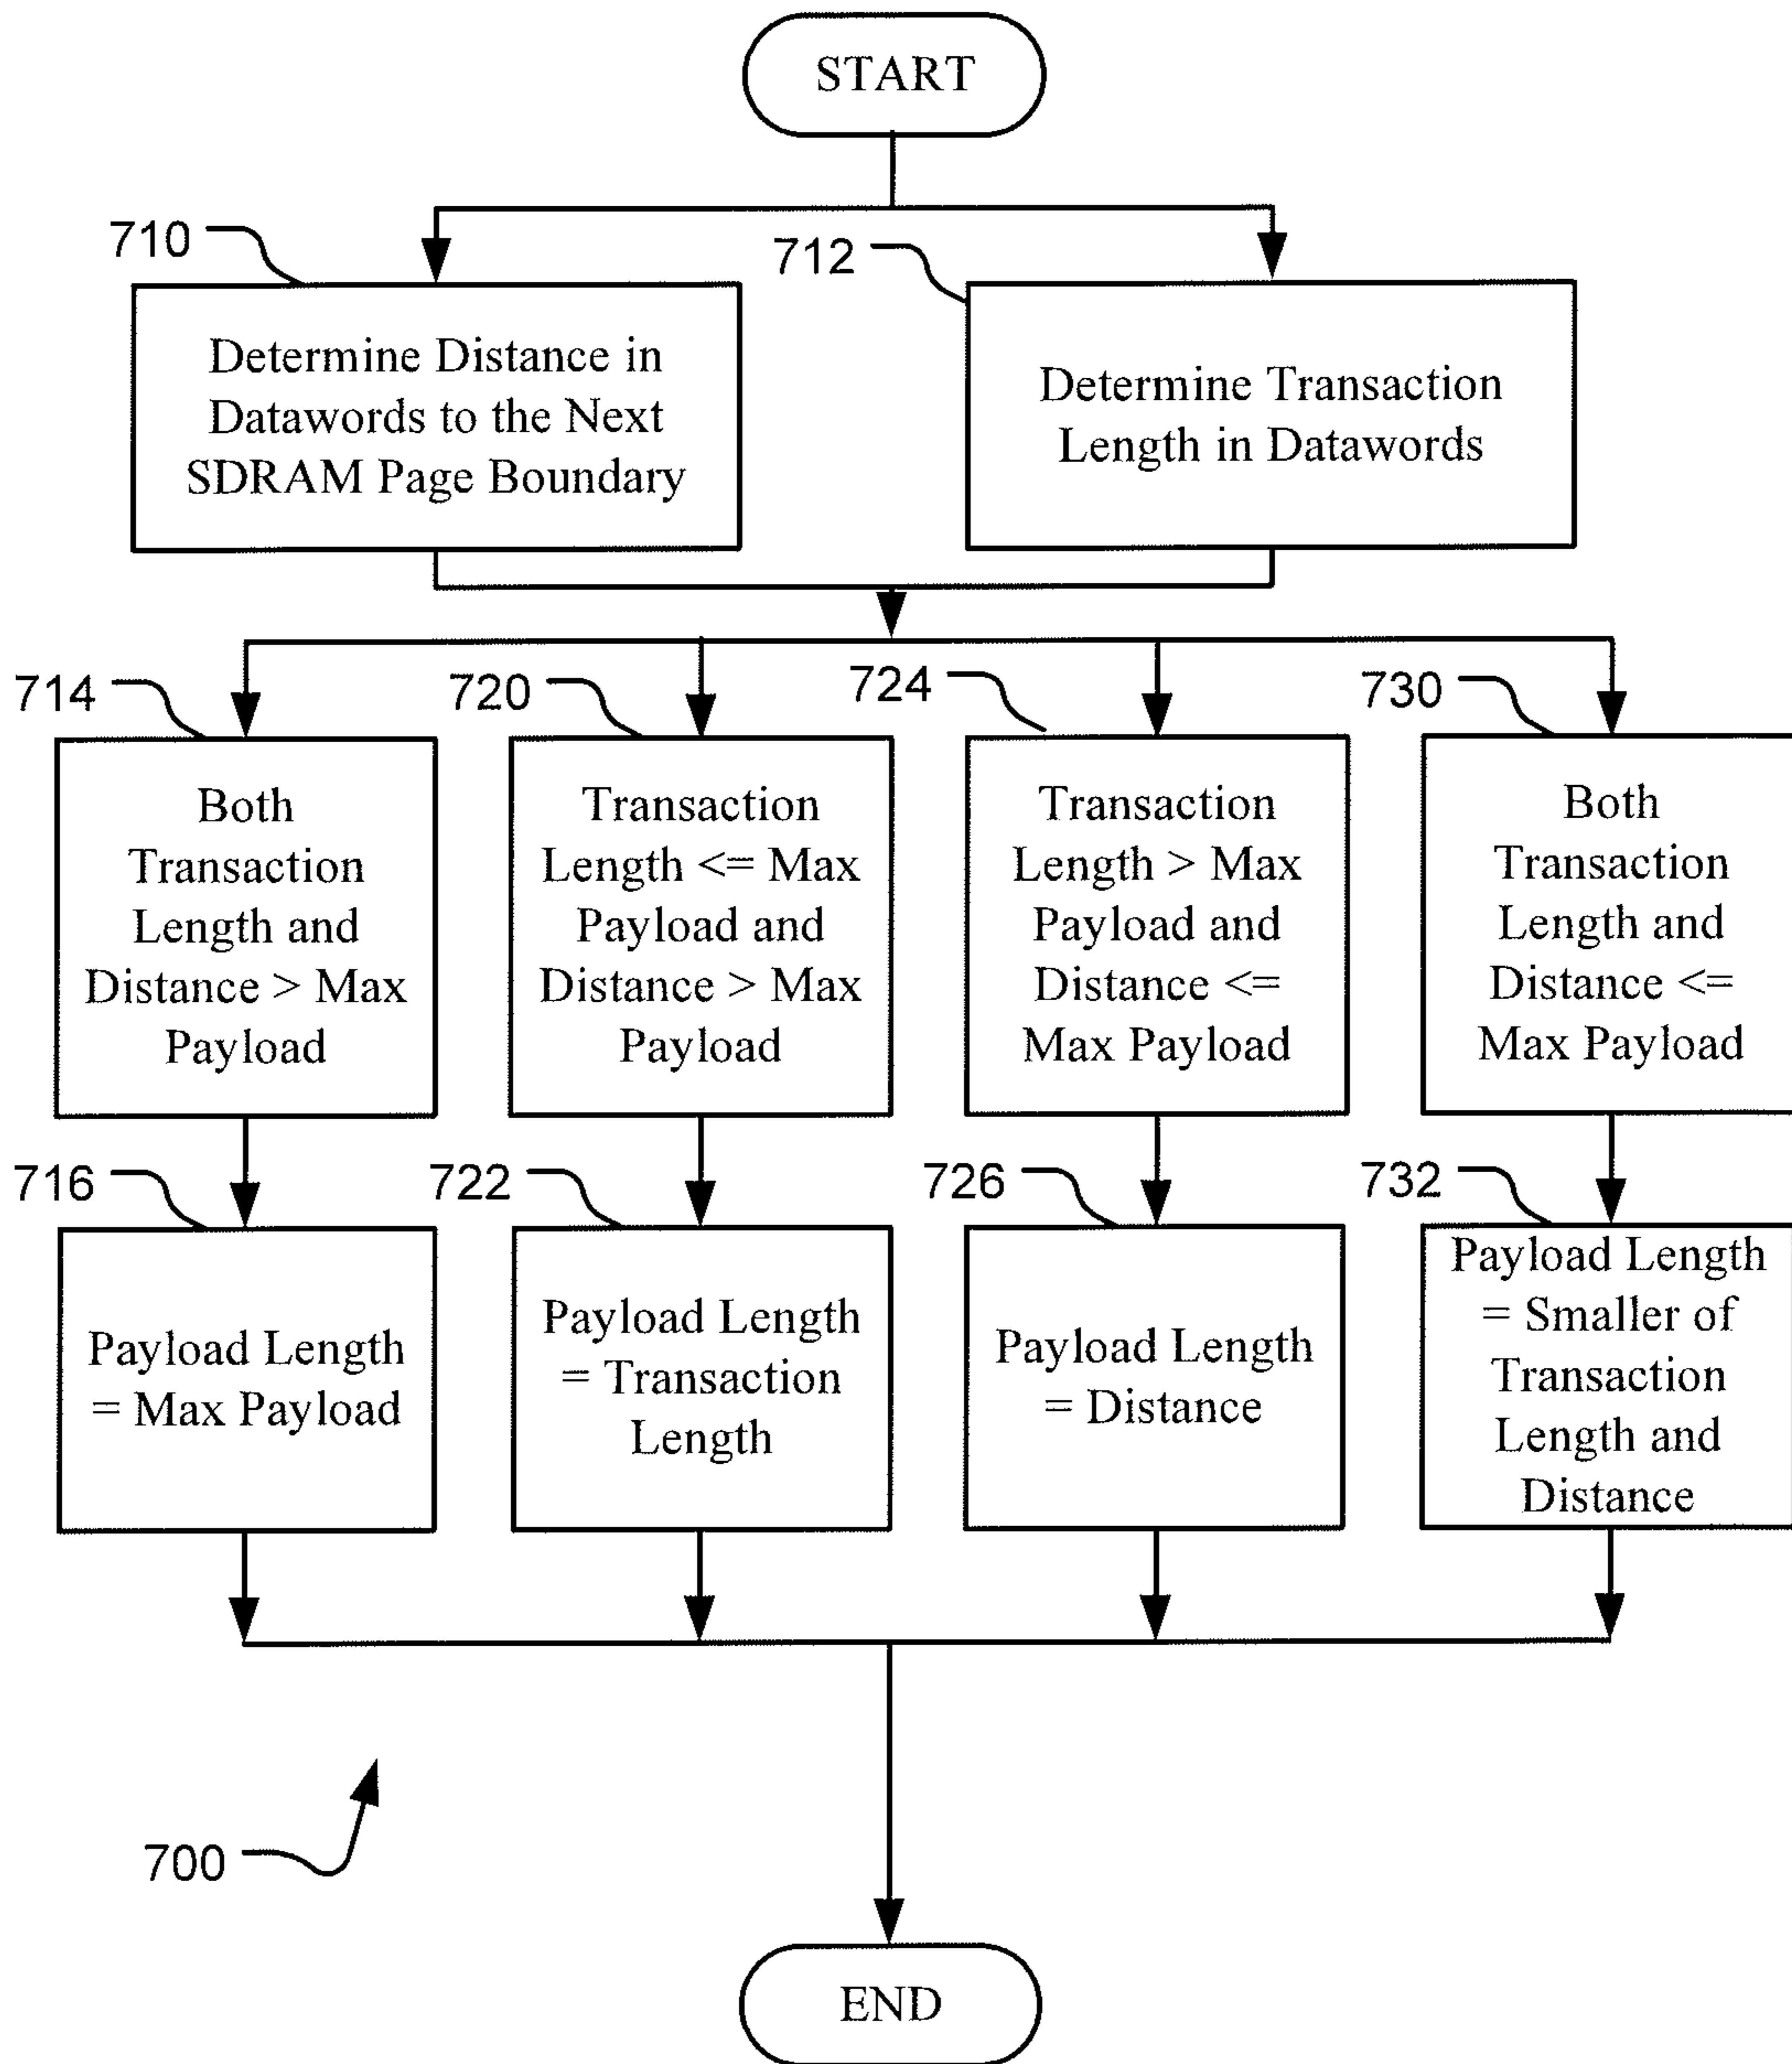 START
710
Determine Distance in
Datawords to the Next
SDRAM Page Boundary
712
Determine Transaction
Length in Datawords
714
Both
Transaction
Length and
Distance > Max
Payload
720
Transaction
Length <= Max
Payload and
Distance > Max
Payload
724
Transaction
Length > Max
Payload and
Distance <=
Max Payload
730
Both
Transaction
Length and
Distance <=
Max Payload
716
Payload Length
= Max Payload
722
Payload Length
= Transaction
Length
726
Payload Length
= Distance
732
Payload Length
= Smaller of
Transaction
Length and
Distance
700
END